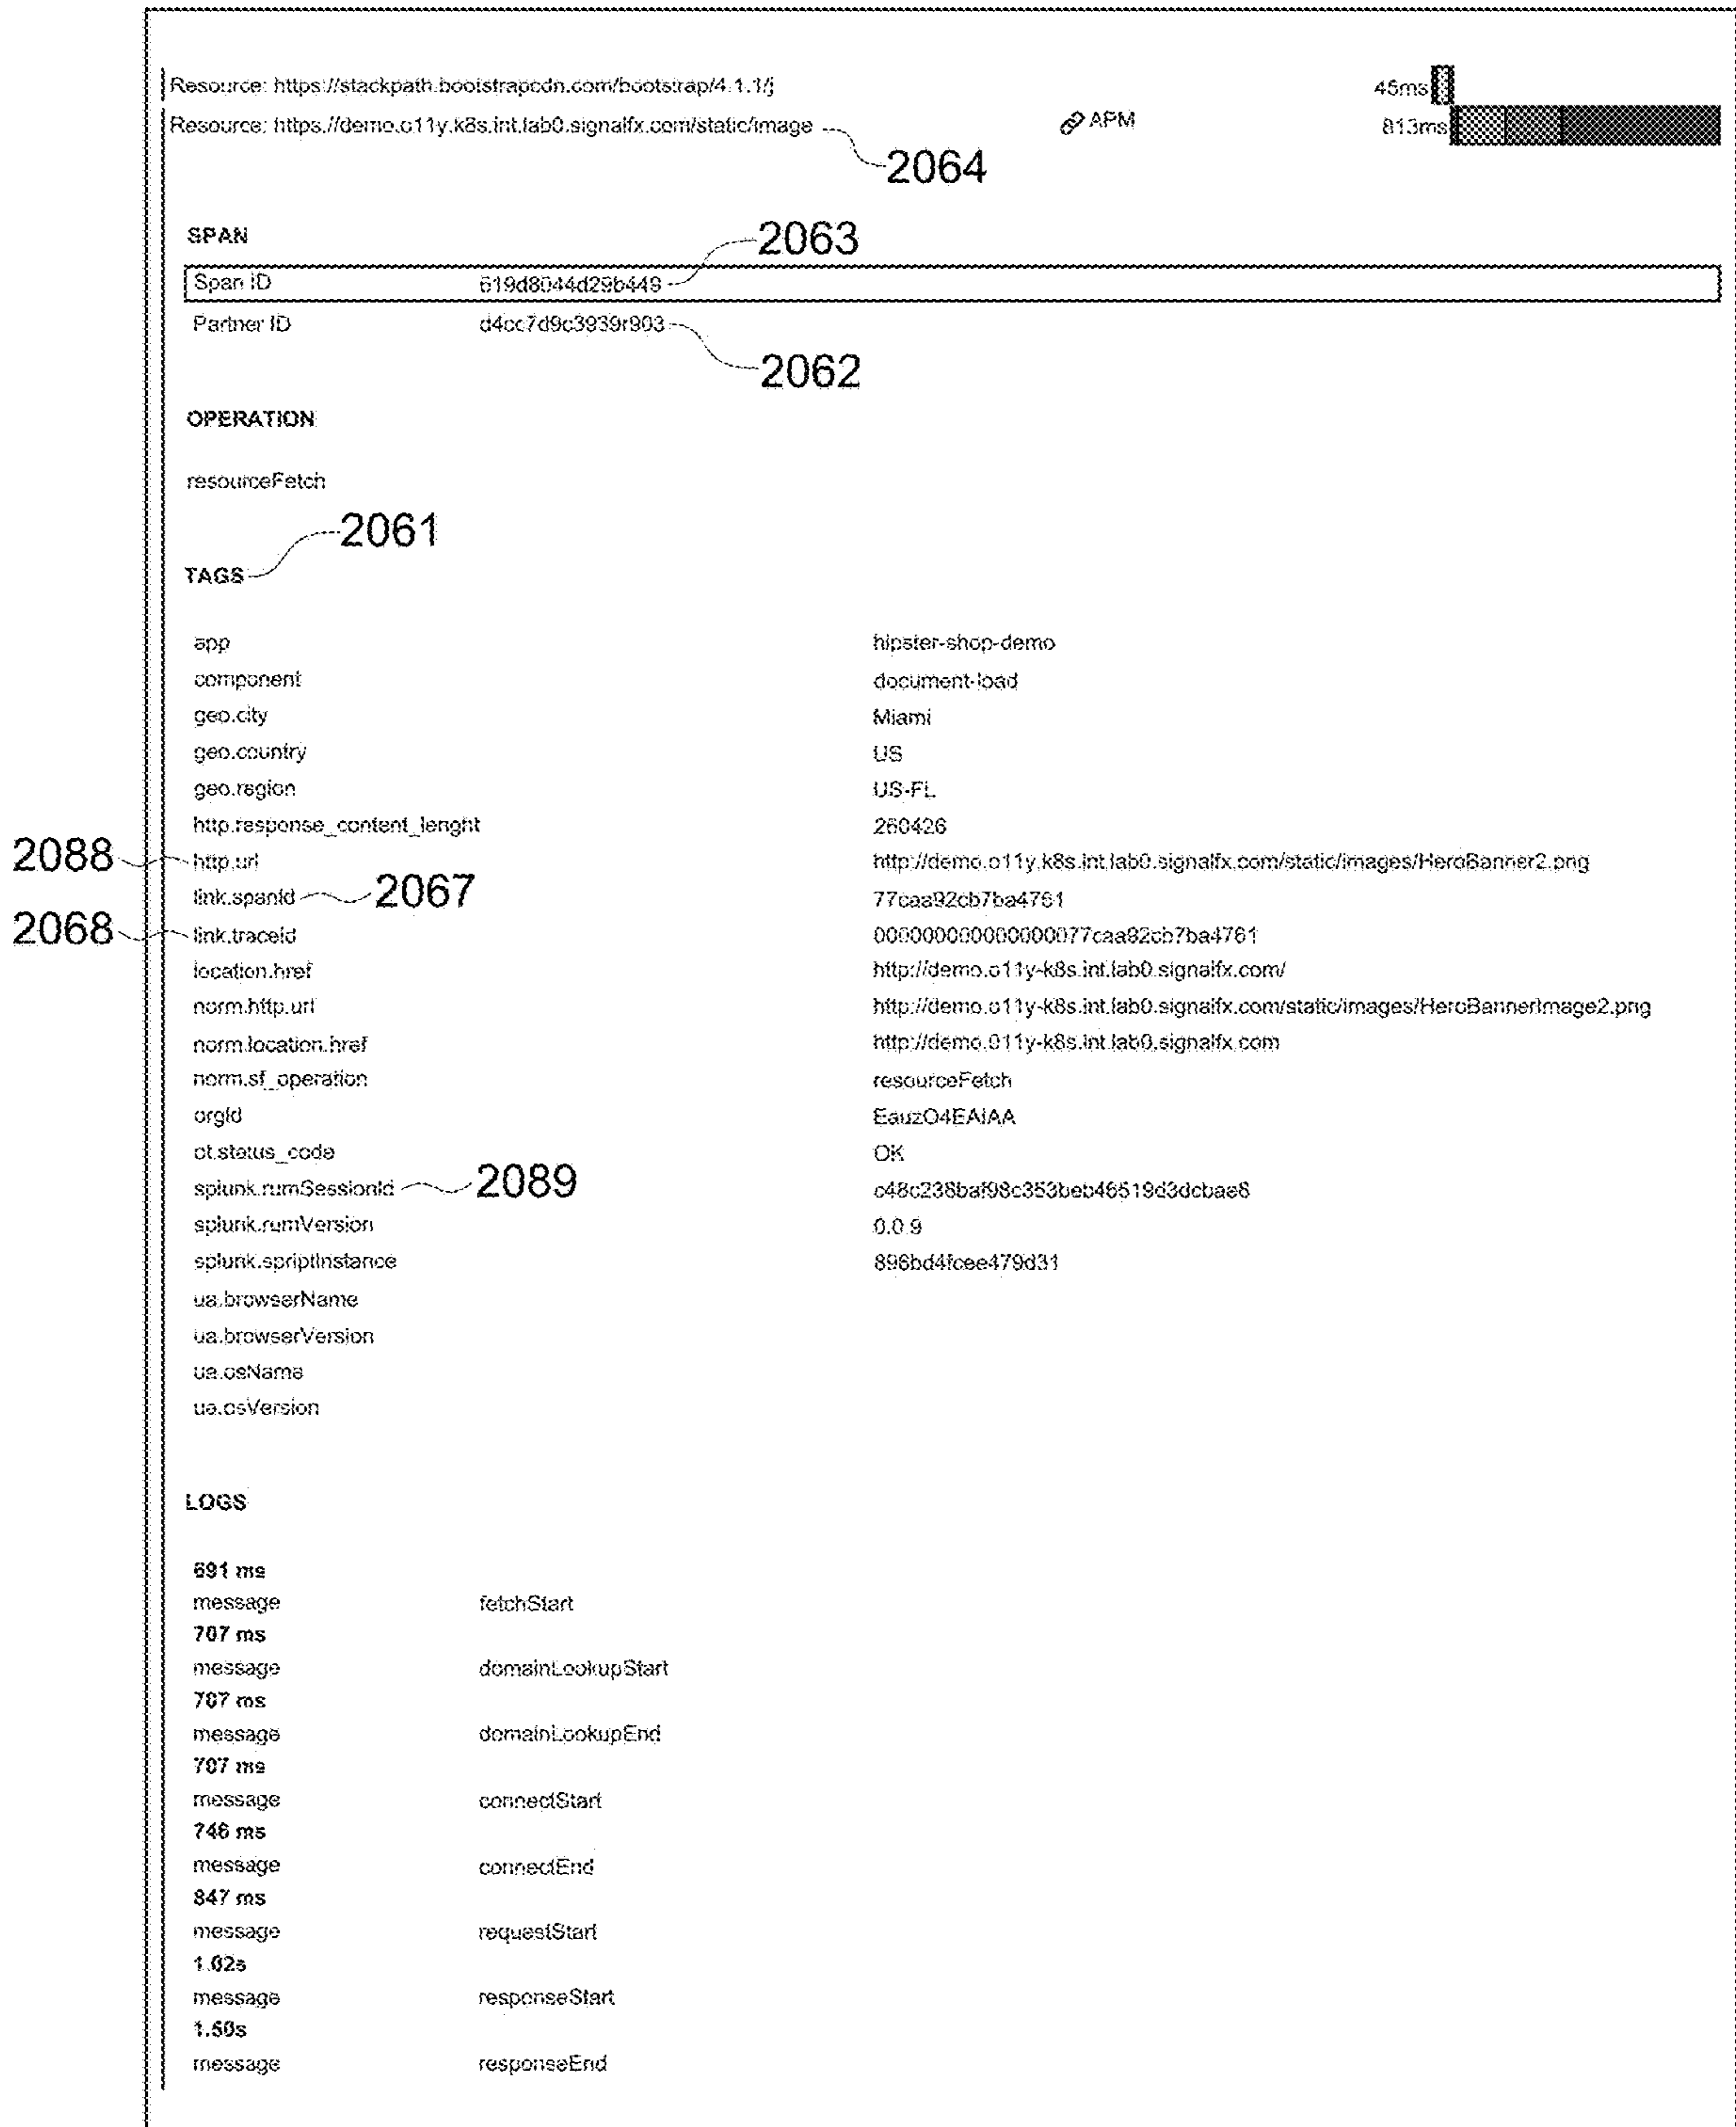 Resource: https://stackpath.bootstrapcdn.com/bootstrap/4.1.1/j 45ms
Resource: https://demo.o11y.k8s.int.lab0.signalfx.com/static/image APM 813ms
2064
SPAN
2063
Span ID 619d8044d29b449
Partner ID d4cc7d9c3939r903
2062
OPERATION
resourceFetch
2061
TAGS
app hipster-shop-demo
component document-load
geo.city Miami
geo.country US
geo.region US-FL
http.response_content_lenght 260426
2088 http.url http://demo.o11y.k8s.int.lab0.signalfx.com/static/images/HeroBanner2.png
link.spanId 2067 77caa92cb7ba4761
2068 link.traceId 000000000000000077caa92cb7ba4761
location.href http://demo.o11y-k8s.int.lab0.signalfx.com/
norm.http.url http://demo.o11y-k8s.int.lab0.signalfx.com/static/images/HeroBannerImage2.png
norm.location.href http://demo.011y-k8s.int.lab0.signalfx.com
norm.sf_operation resourceFetch
orgId EauzO4EAIAA
ot.status_code OK
splunk.rumSessionId 2089 c48c238baf98c353beb46519d3dcbae8
splunk.rumVersion 0.0.9
splunk.spriptInstance 896bd4fcee479d31
ua.browserName
ua.browserVersion
ua.osName
ua.osVersion
LOGS
691 ms
message fetchStart
707 ms
message domainLookupStart
707 ms
message domainLookupEnd
707 ms
message connectStart
746 ms
message connectEnd
847 ms
message requestStart
1.02s
message responseStart
1.50s
message responseEnd